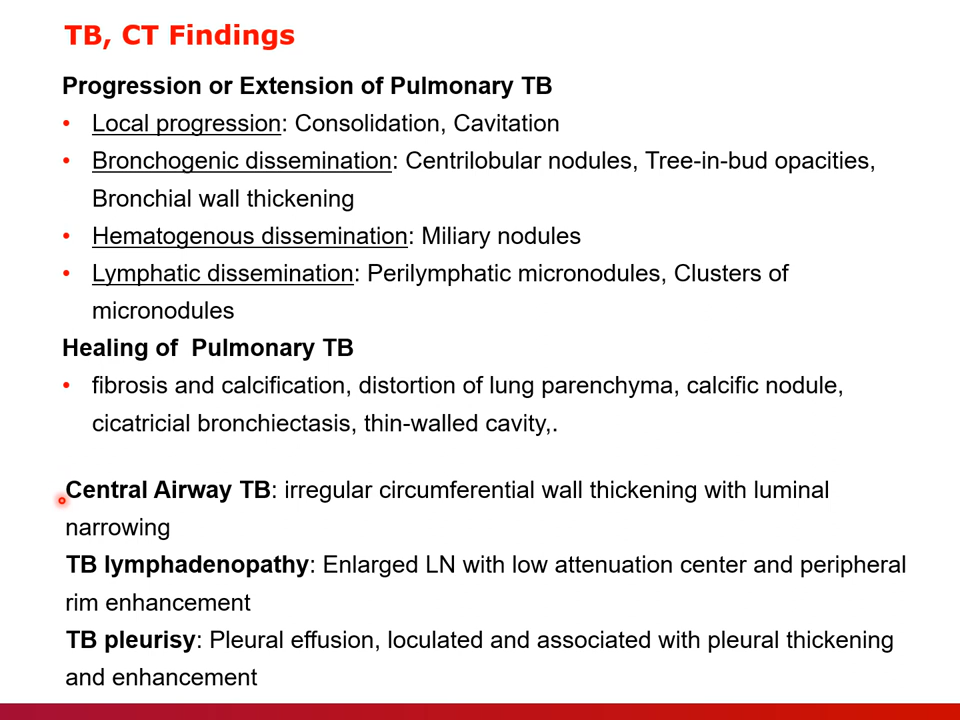 TB, CT Findings
Progression or Extension of Pulmonary TB
• Local progression: Consolidation, Cavitation
• Bronchogenic dissemination: Centrilobular nodules, Tree-in-bud opacities,
Bronchial wall thickening
• Hematogenous dissemination: Miliary nodules
• Lymphatic dissemination: Perilymphatic micronodules, Clusters of
micronodules
Healing of  Pulmonary TB
• fibrosis and calcification, distortion of lung parenchyma, calcific nodule,
cicatricial bronchiectasis, thin-walled cavity,.
Central Airway TB: irregular circumferential wall thickening with luminal
narrowing
TB lymphadenopathy: Enlarged LN with low attenuation center and peripheral
rim enhancement
TB pleurisy: Pleural effusion, loculated and associated with pleural thickening
and enhancement